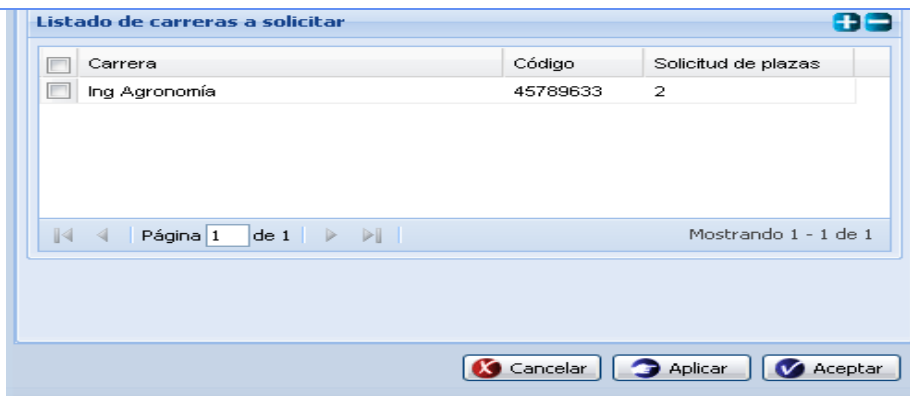 Listado de carreras a solicitar
Carrera Código Solicitud de plazas
Ing Agronomía 45789633 2
Página 1 de 1 Mostrando 1 - 1 de 1
Cancelar Aplicar Aceptar